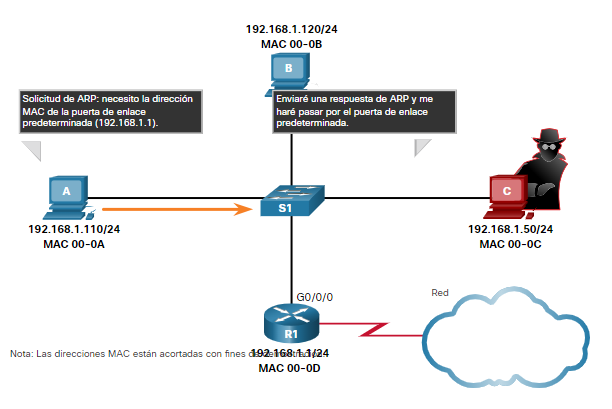 192.168.1.120/24
MAC 00-0B
B
Solicitud de ARP: necesito la dirección
MAC de la puerta de enlace
predeterminada (192.168.1.1).
Enviaré una respuesta de ARP y me
haré pasar por el puerta de enlace
predeterminada.
A
S1
C
192.168.1.110/24
MAC 00-0A
192.168.1.50/24
MAC 00-0C
G0/0/0
Red
R1
Nota: Las direcciones MAC están acortadas con fines de
192.168.1.1/24
MAC 00-0D